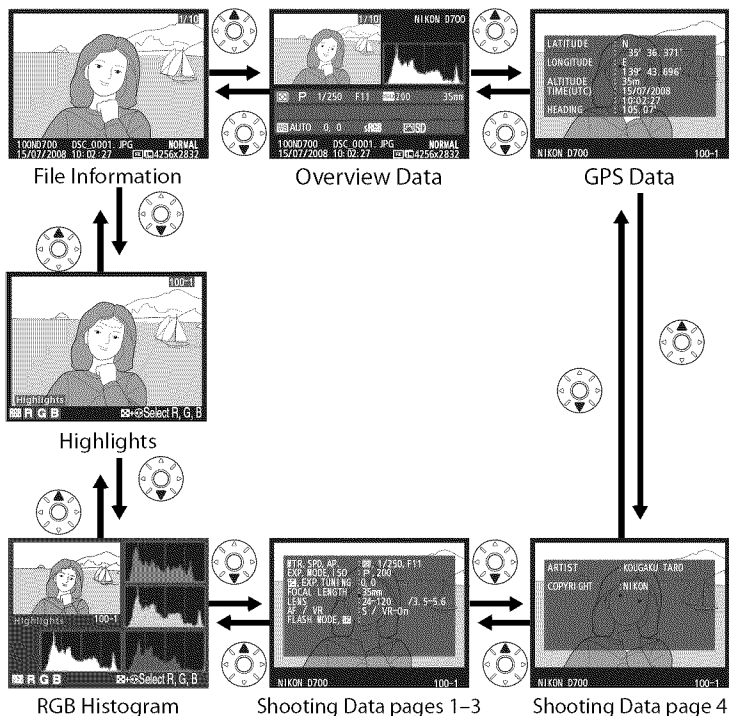 1/10
100ND700 DSC_0001. JPG NORMAL
15/07/2008 10:02:27 FX 4256x2832
File Information
1/10 NIKON D700
P 1/250 F11 200 35mm
AUTO 0, 0 SD
100ND700 DSC_0001. JPG NORMAL
15/07/2008 10:02:27 FX 4256x2832
Overview Data
LATITUDE : N
35° 36. 371'
LONGITUDE : E
139° 43. 696'
ALTITUDE : 35m
TIME(UTC) : 15/07/2008
: 10:02:27
HEADING : 105. 07°
NIKON D700 100-1
GPS Data
100-1
Highlights
R G B Select R, G, B
Highlights
Highlights 100-1
R G B Select R, G, B
RGB Histogram
MTR, SPD, AP. : , 1/250, F11
EXP. MODE, ISO : P, 200
EXP. TUNING : 0, 0
FOCAL LENGTH : 35mm
LENS : 24-120 /3. 5-5.6
AF / VR : S / VR-On
FLASH MODE,
NIKON D700 100-1
Shooting Data pages 1–3
ARTIST : KOUGAKU TARO
COPYRIGHT : NIKON
NIKON D700 100-1
Shooting Data page 4